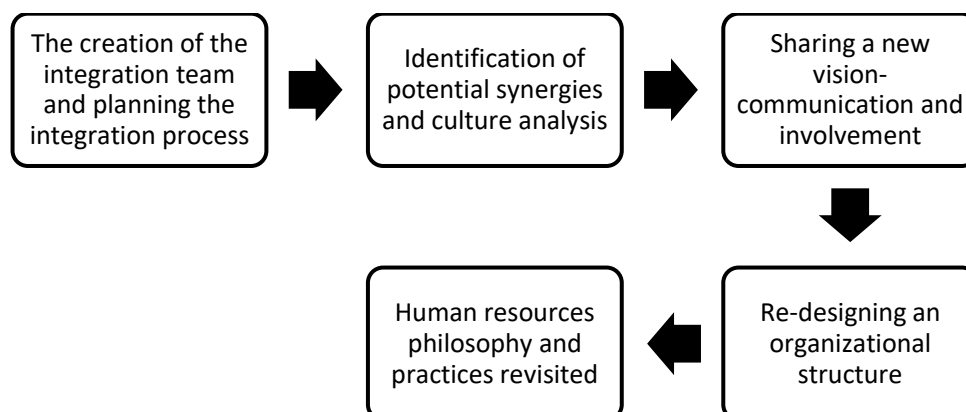 The creation of the
integration team
and planning the
integration process
Identification of
potential synergies
and culture analysis
Sharing a new
vision-
communication and
involvement
Re-designing an
organizational
structure
Human resources
philosophy and
practices revisited